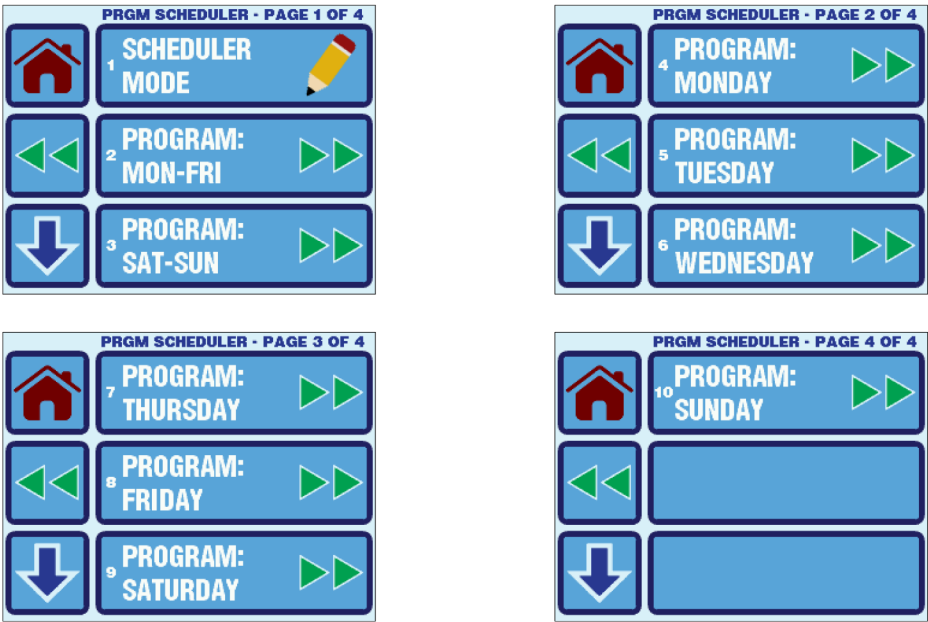 PRGM SCHEDULER - PAGE 1 OF 4
1 SCHEDULER
MODE
2 PROGRAM:
MON-FRI
3 PROGRAM:
SAT-SUN
PRGM SCHEDULER - PAGE 2 OF 4
4 PROGRAM:
MONDAY
5 PROGRAM:
TUESDAY
6 PROGRAM:
WEDNESDAY
PRGM SCHEDULER - PAGE 3 OF 4
7 PROGRAM:
THURSDAY
8 PROGRAM:
FRIDAY
9 PROGRAM:
SATURDAY
PRGM SCHEDULER - PAGE 4 OF 4
10 PROGRAM:
SUNDAY